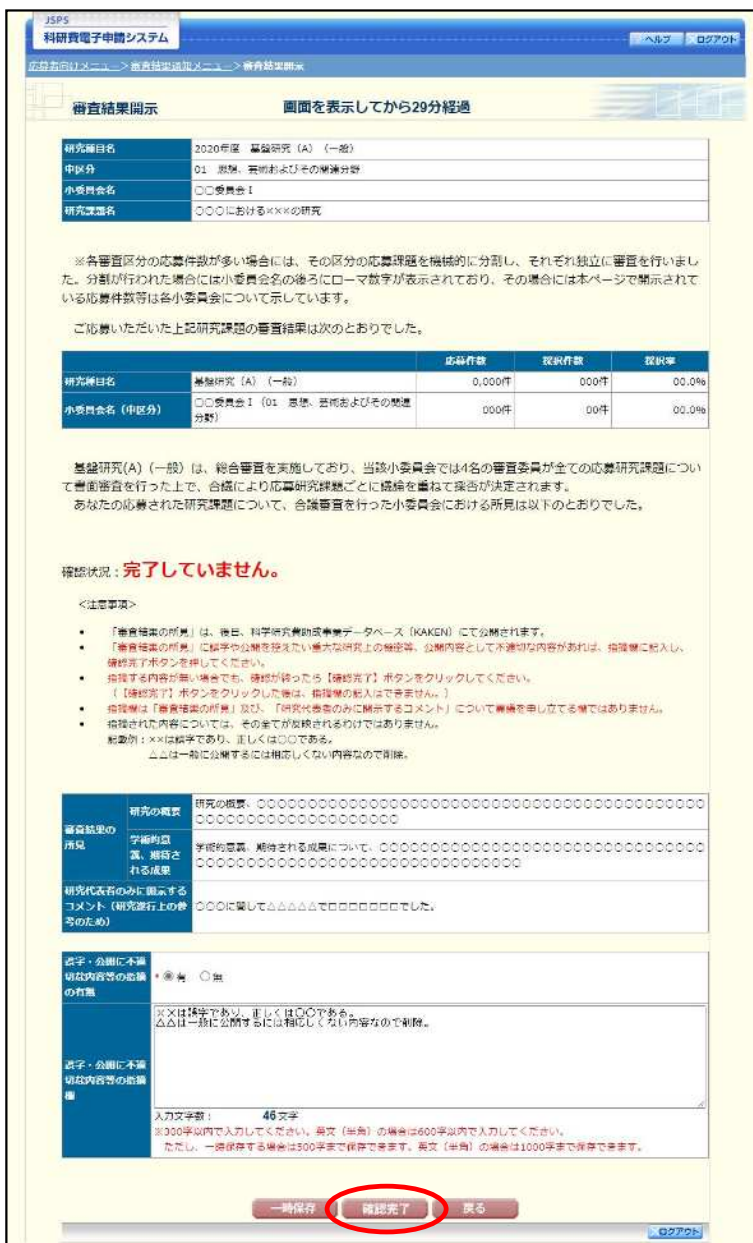 JSPS
科研費電子申請システム
ヘルプ
ログアウト
応募者向けメニュー>審査結果通知メニュー>審査結果開示
審査結果開示 画面を表示してから29分経過
研究種目名 2020年度 基盤研究（A）（一般）
中区分 01 思想、芸術およびその関連分野
小委員会名 ○○委員会Ⅰ
研究課題名 ○○○における×××の研究
※各審査区分の応募件数が多い場合には、その区分の応募課題を機械的に分割し、それぞれ独立に審査を行いまし
た。分割が行われた場合には小委員会名の後ろにローマ数字が表示されており、その場合には本ページで開示されて
いる応募件数等は各小委員会について示しています。
ご応募いただいた上記研究課題の審査結果は次のとおりでした。
応募件数 採択件数 採択率
研究種目名 基盤研究（A）（一般） 0,000件 000件 00.0%
小委員会名（中区分） ○○委員会Ⅰ（01 思想、芸術およびその関連
分野） 000件 00件 00.0%
基盤研究(A)（一般）は、総合審査を実施しており、当該小委員会では4名の審査委員が全ての応募研究課題につい
て書面審査を行った上で、合議により応募研究課題ごとに議論を重ねて採否が決定されます。
あなたの応募された研究課題について、合議審査を行った小委員会における所見は以下のとおりでした。
確認状況：完了していません。
<注意事項>
• 「審査結果の所見」は、後日、科学研究費助成事業データベース（KAKEN）にて公開されます。
• 「審査結果の所見」に誤字や公開を控えたい重大な研究上の機密等、公開内容として不適切な内容があれば、指摘欄に記入し、
確認完了ボタンを押してください。
• 指摘する内容が無い場合でも、確認が終ったら【確認完了】ボタンをクリックしてください。
（【確認完了】ボタンをクリックした後は、指摘欄の記入はできません。）
• 指摘欄は「審査結果の所見」及び、「研究代表者のみに開示するコメント」について異議を申し立てる欄ではありません。
• 指摘された内容については、その全てが反映されるわけではありません。
記載例：××は誤字であり、正しくは○○である。
△△は一般に公開するには相応しくない内容なので削除。
審査結果の
所見
研究の概要
研究の概要、○○○○○○○○○○○○○○○○○○○○○○○○○○○○○○○○○○○○○○○○○○○○
○○○○○○○○○○○○○○○○○○○○
学術的意
義、期待さ
れる成果
学術的意義、期待される成果について、○○○○○○○○○○○○○○○○○○○○○○○○○○○○○○○○
○○○○○○○○○○○○○○○○○○○○○○○○○○○○○○○○
研究代表者のみに開示する
コメント（研究遂行上の参
考のため）
○○○に関して△△△△△で□□□□□□□でした。
誤字・公開に不適
切な内容等の指摘
の有無
* 有 無
誤字・公開に不適
切な内容等の指摘
欄
××は誤字であり、正しくは○○である。
△△は一般に公開するには相応しくない内容なので削除。
入力文字数： 46文字
※300字以内で入力してください。英文（半角）の場合は600字以内で入力してください。
ただし、一時保存する場合は500字まで保存できます。英文（半角）の場合は1000字まで保存できます。
一時保存 確認完了 戻る
ログアウト